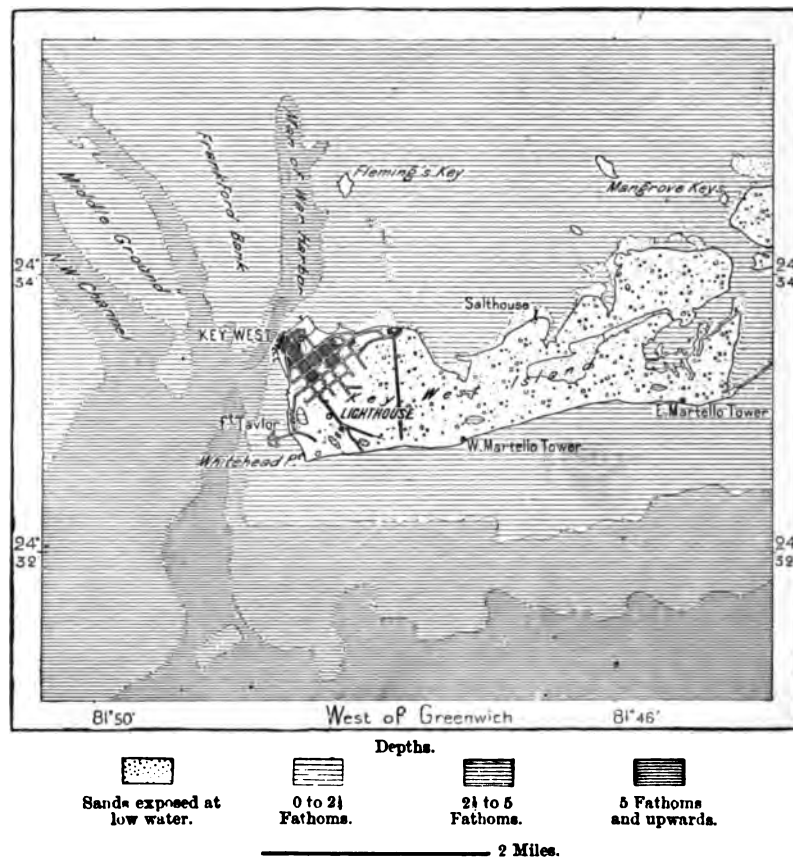 Frankford Bank
Man of War Harbor
Middle Ground
N.W. Channel
Fleming's Key
Mangrove Keys
24°
34'
24
34'
Salthouse
KEY WEST
Key West Island
LIGHTHOUSE
Ft Taylor
E. Martello Tower
W. Martello Tower
Whitehead Pt
24°
32'
24
32'
81°50' West of Greenwich 81°46'
Depths.
Sands exposed at
low water.
0 to 2½
Fathoms.
2½ to 5
Fathoms.
5 Fathoms
and upwards.
2 Miles.